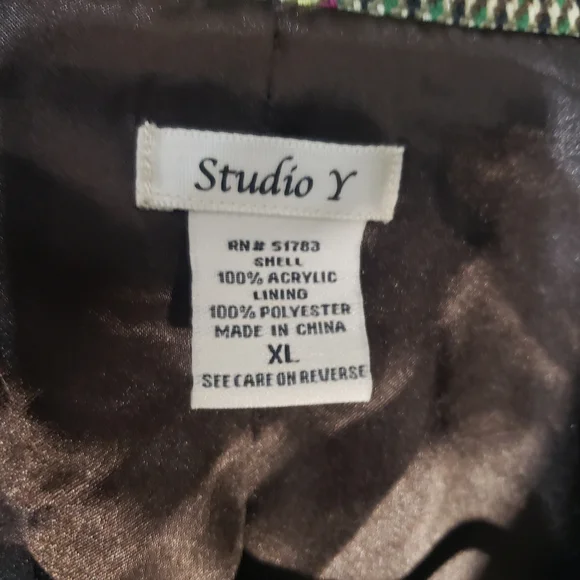 Studio Y
RN# 51783
SHELL
100% ACRYLIC
LINING
100% POLYESTER
MADE IN CHINA
XL
SEE CARE ON REVERSE